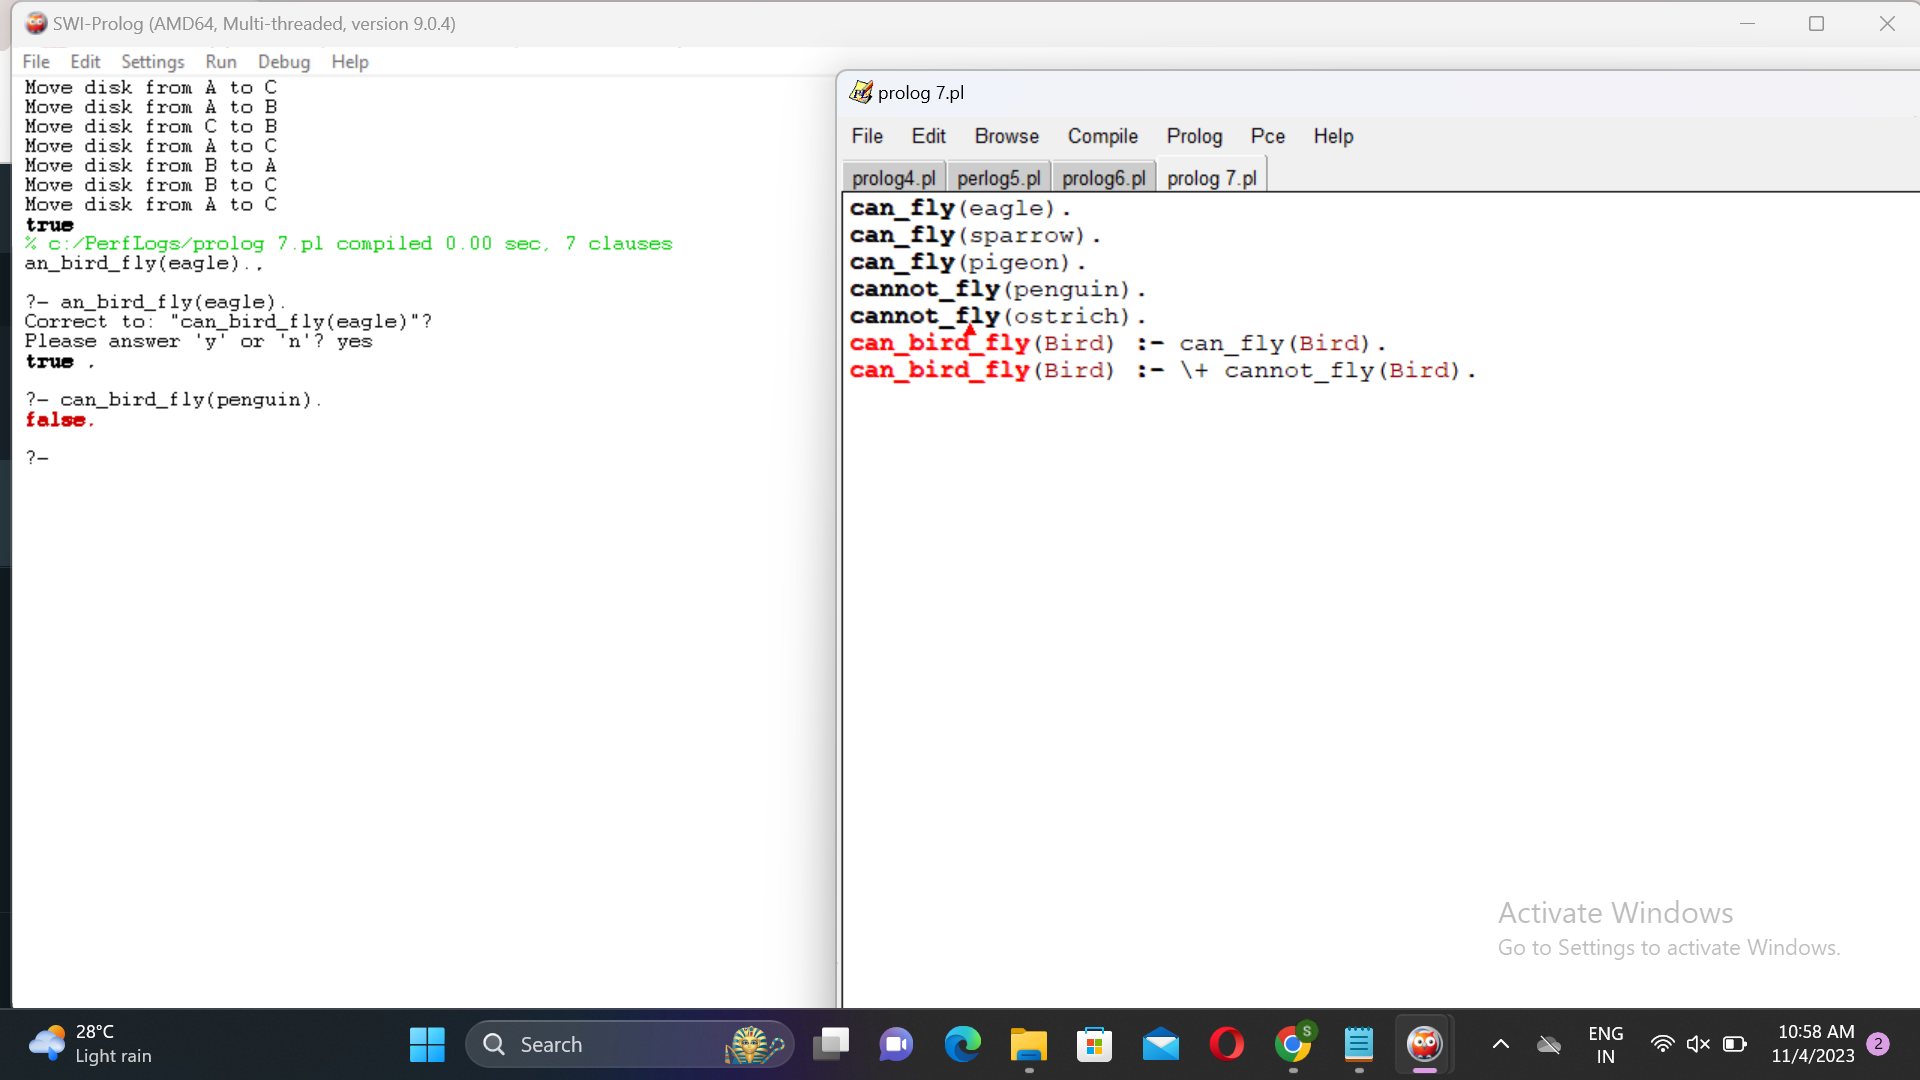 SWI-Prolog (AMD64, Multi-threaded, version 9.0.4)
File Edit Settings Run Debug Help
Move disk from A to C
Move disk from A to B
Move disk from C to B
Move disk from A to C
Move disk from B to A
Move disk from B to C
Move disk from A to C
true
% c:/PerfLogs/prolog 7.pl compiled 0.00 sec, 7 clauses
an_bird_fly(eagle).,
?- an_bird_fly(eagle).
Correct to: "can_bird_fly(eagle)"?
Please answer 'y' or 'n'? yes
true .
?- can_bird_fly(penguin).
false.
?-
prolog 7.pl
File Edit Browse Compile Prolog Pce Help
prolog4.pl perlog5.pl prolog6.pl prolog 7.pl
can_fly(eagle).
can_fly(sparrow).
can_fly(pigeon).
cannot_fly(penguin).
cannot_fly(ostrich).
can_bird_fly(Bird) :- can_fly(Bird).
can_bird_fly(Bird) :- \+ cannot_fly(Bird).
Activate Windows
Go to Settings to activate Windows.
28°C
Light rain
Search
S
ENG
IN
10:58 AM
11/4/2023
2